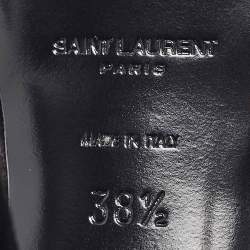 SAINT LAURENT
PARIS
MADE IN ITALY
38½